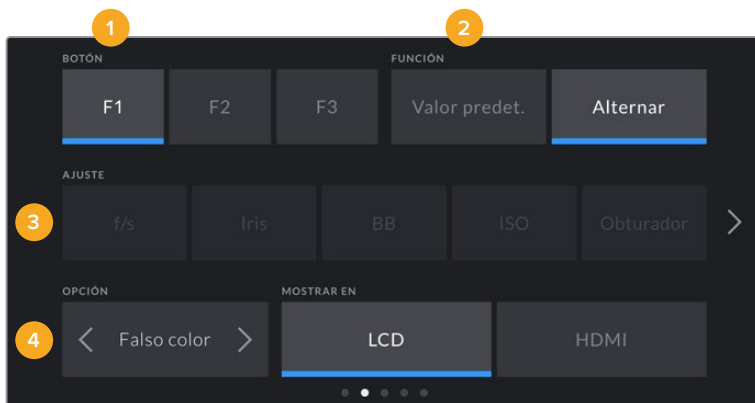 1 2
BOTÓN FUNCIÓN
F1 F2 F3 Valor predet. Alternar
AJUSTE
3 f/s Iris BB ISO Obturador
OPCIÓN MOSTRAR EN
4 Falso color LCD HDMI